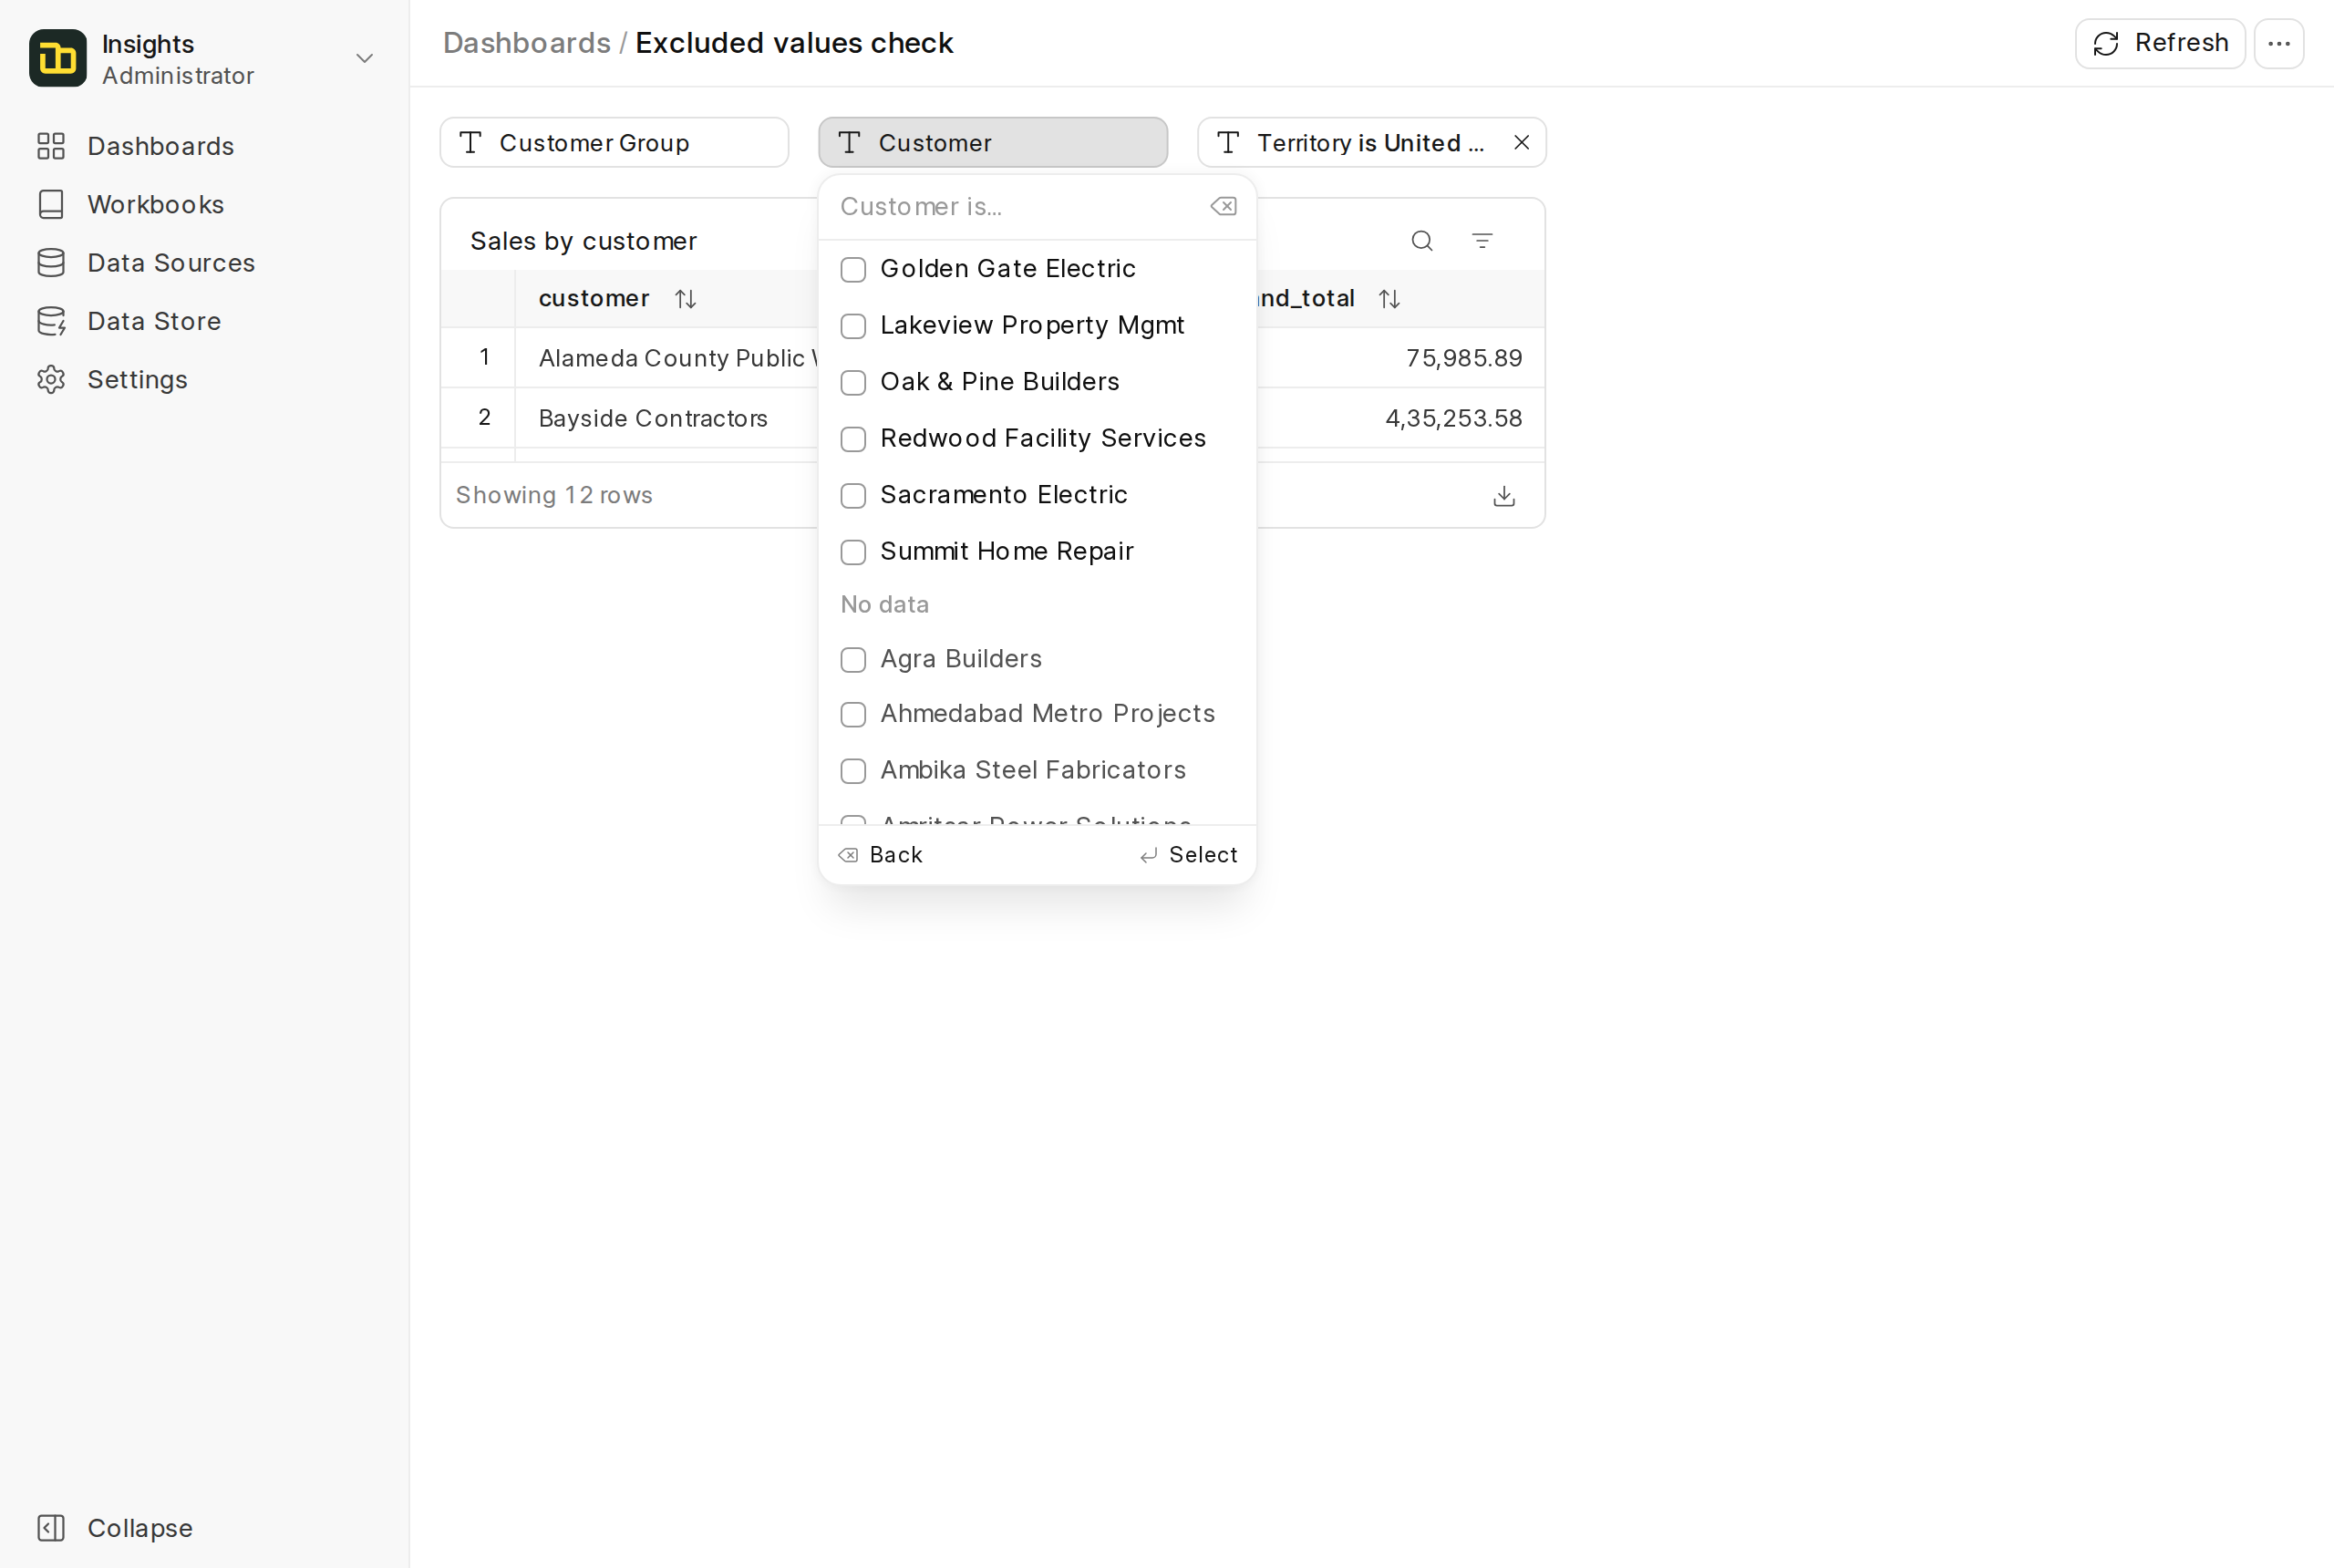 Insights
Administrator
Dashboards
Workbooks
Data Sources
Data Store
Settings
Collapse
Dashboards / Excluded values check
Refresh
Customer Group
Customer
Territory is United ...
Sales by customer
customer
nd_total
1 Alameda County Public
75,985.89
2 Bayside Contractors
4,35,253.58
Showing 12 rows
Customer is...
Golden Gate Electric
Lakeview Property Mgmt
Oak & Pine Builders
Redwood Facility Services
Sacramento Electric
Summit Home Repair
No data
Agra Builders
Ahmedabad Metro Projects
Ambika Steel Fabricators
Amritsar Power Solutions
Back
Select